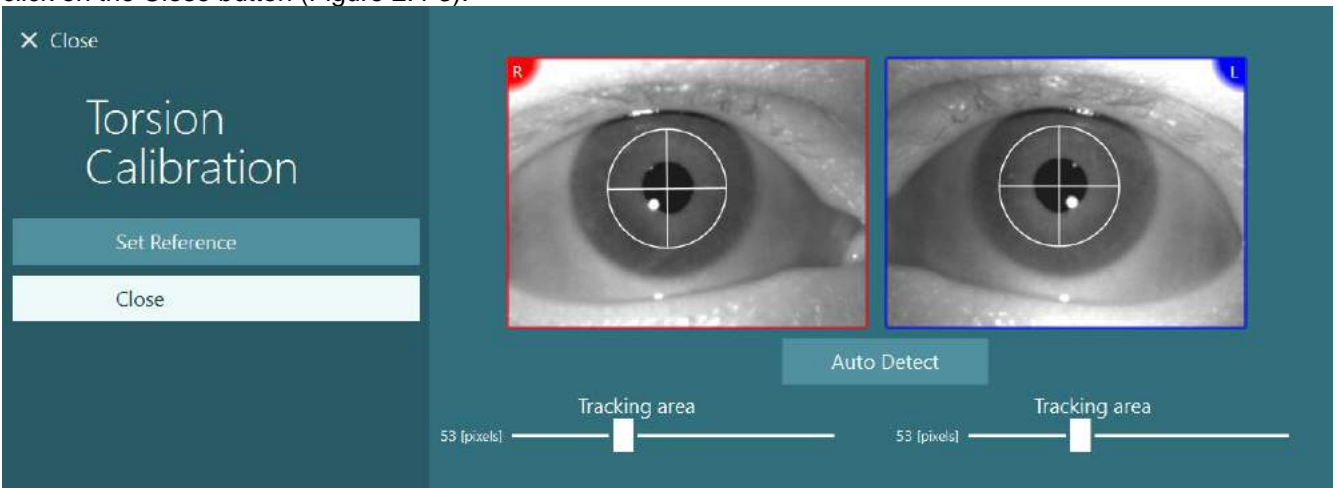 ✕ Close
Torsion
Calibration
Set Reference
Close
R
L
Auto Detect
Tracking area
53 [pixels]
Tracking area
53 [pixels]